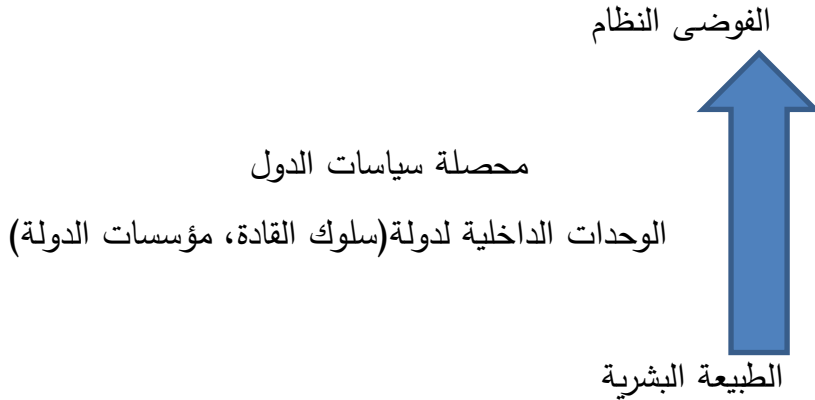 الفوضى النظام
محصلة سياسات الدول
الوحدات الداخلية لدولة(سلوك القادة، مؤسسات الدولة)
الطبيعة البشرية